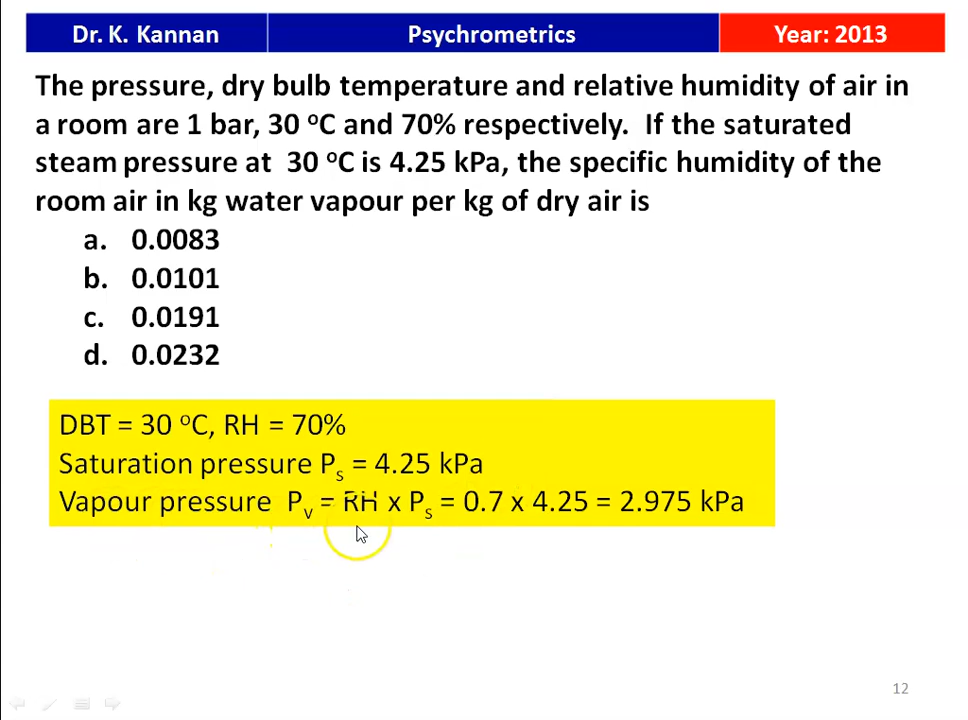 Dr. K. Kannan Psychrometrics Year: 2013
The pressure, dry bulb temperature and relative humidity of air in
a room are 1 bar, 30 ºC and 70% respectively. If the saturated
steam pressure at 30 ºC is 4.25 kPa, the specific humidity of the
room air in kg water vapour per kg of dry air is
a. 0.0083
b. 0.0101
c. 0.0191
d. 0.0232
DBT = 30 ºC, RH = 70%
Saturation pressure Ps = 4.25 kPa
Vapour pressure Pv = RH x Ps = 0.7 x 4.25 = 2.975 kPa
12